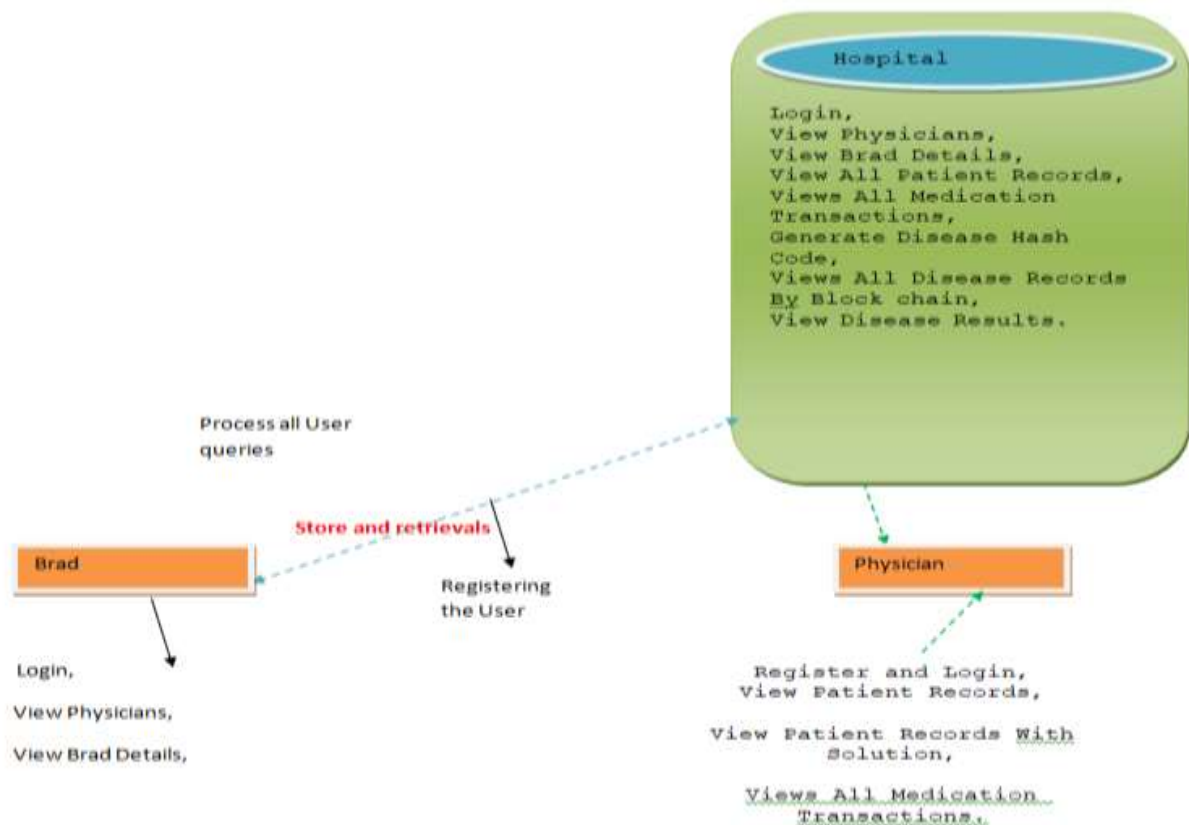 Hospital
Login,
View Physicians,
View Brad Details,
View All Patient Records,
Views All Medication
Transactions,
Generate Disease Hash
Code,
Views All Disease Records
By Block chain,
View Disease Results.
Process all User
queries
Store and retrievals
Registering
the User
Brad
Login,
View Physicians,
View Brad Details,
Physician
Register and Login,
View Patient Records,
View Patient Records With
Solution,
Views All Medication
Transactions,